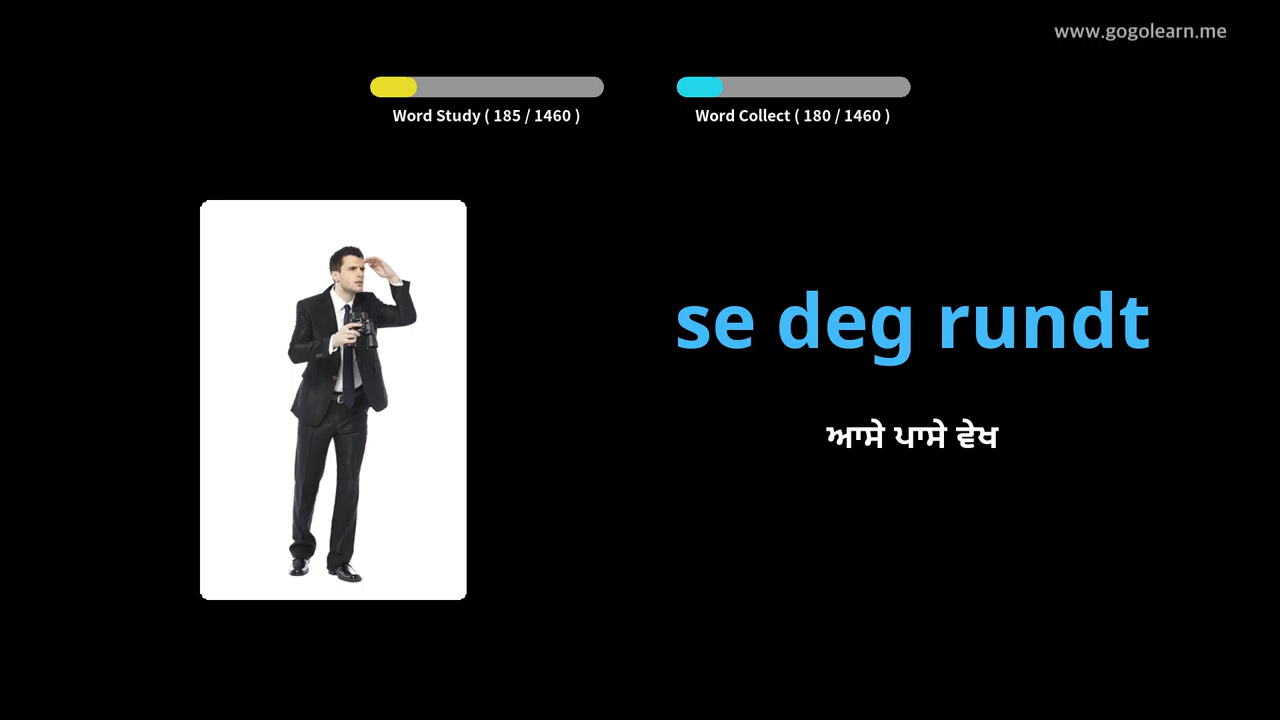 www.gogolearn.me
Word Study ( 185 / 1460 )
Word Collect ( 180 / 1460 )
se deg rundt
ਆਸੇ ਪਾਸੇ ਵੇਖ